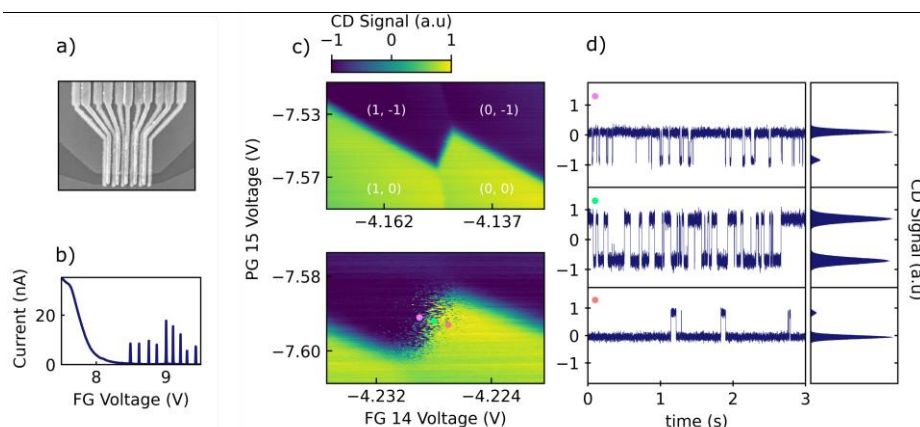 a)
b)
Current (nA)
20
0
8
9
FG Voltage (V)
c)
CD Signal (a.u)
−1
0
1
PG 15 Voltage (V)
−7.53
−7.57
(1, -1)
(0, -1)
(1, 0)
(0, 0)
−4.162
−4.137
−7.58
−7.60
−4.232
−4.224
FG 14 Voltage (V)
d)
1
0
−1
1
0
−1
1
0
−1
0
1
2
3
time (s)
CD Signal (a.u)